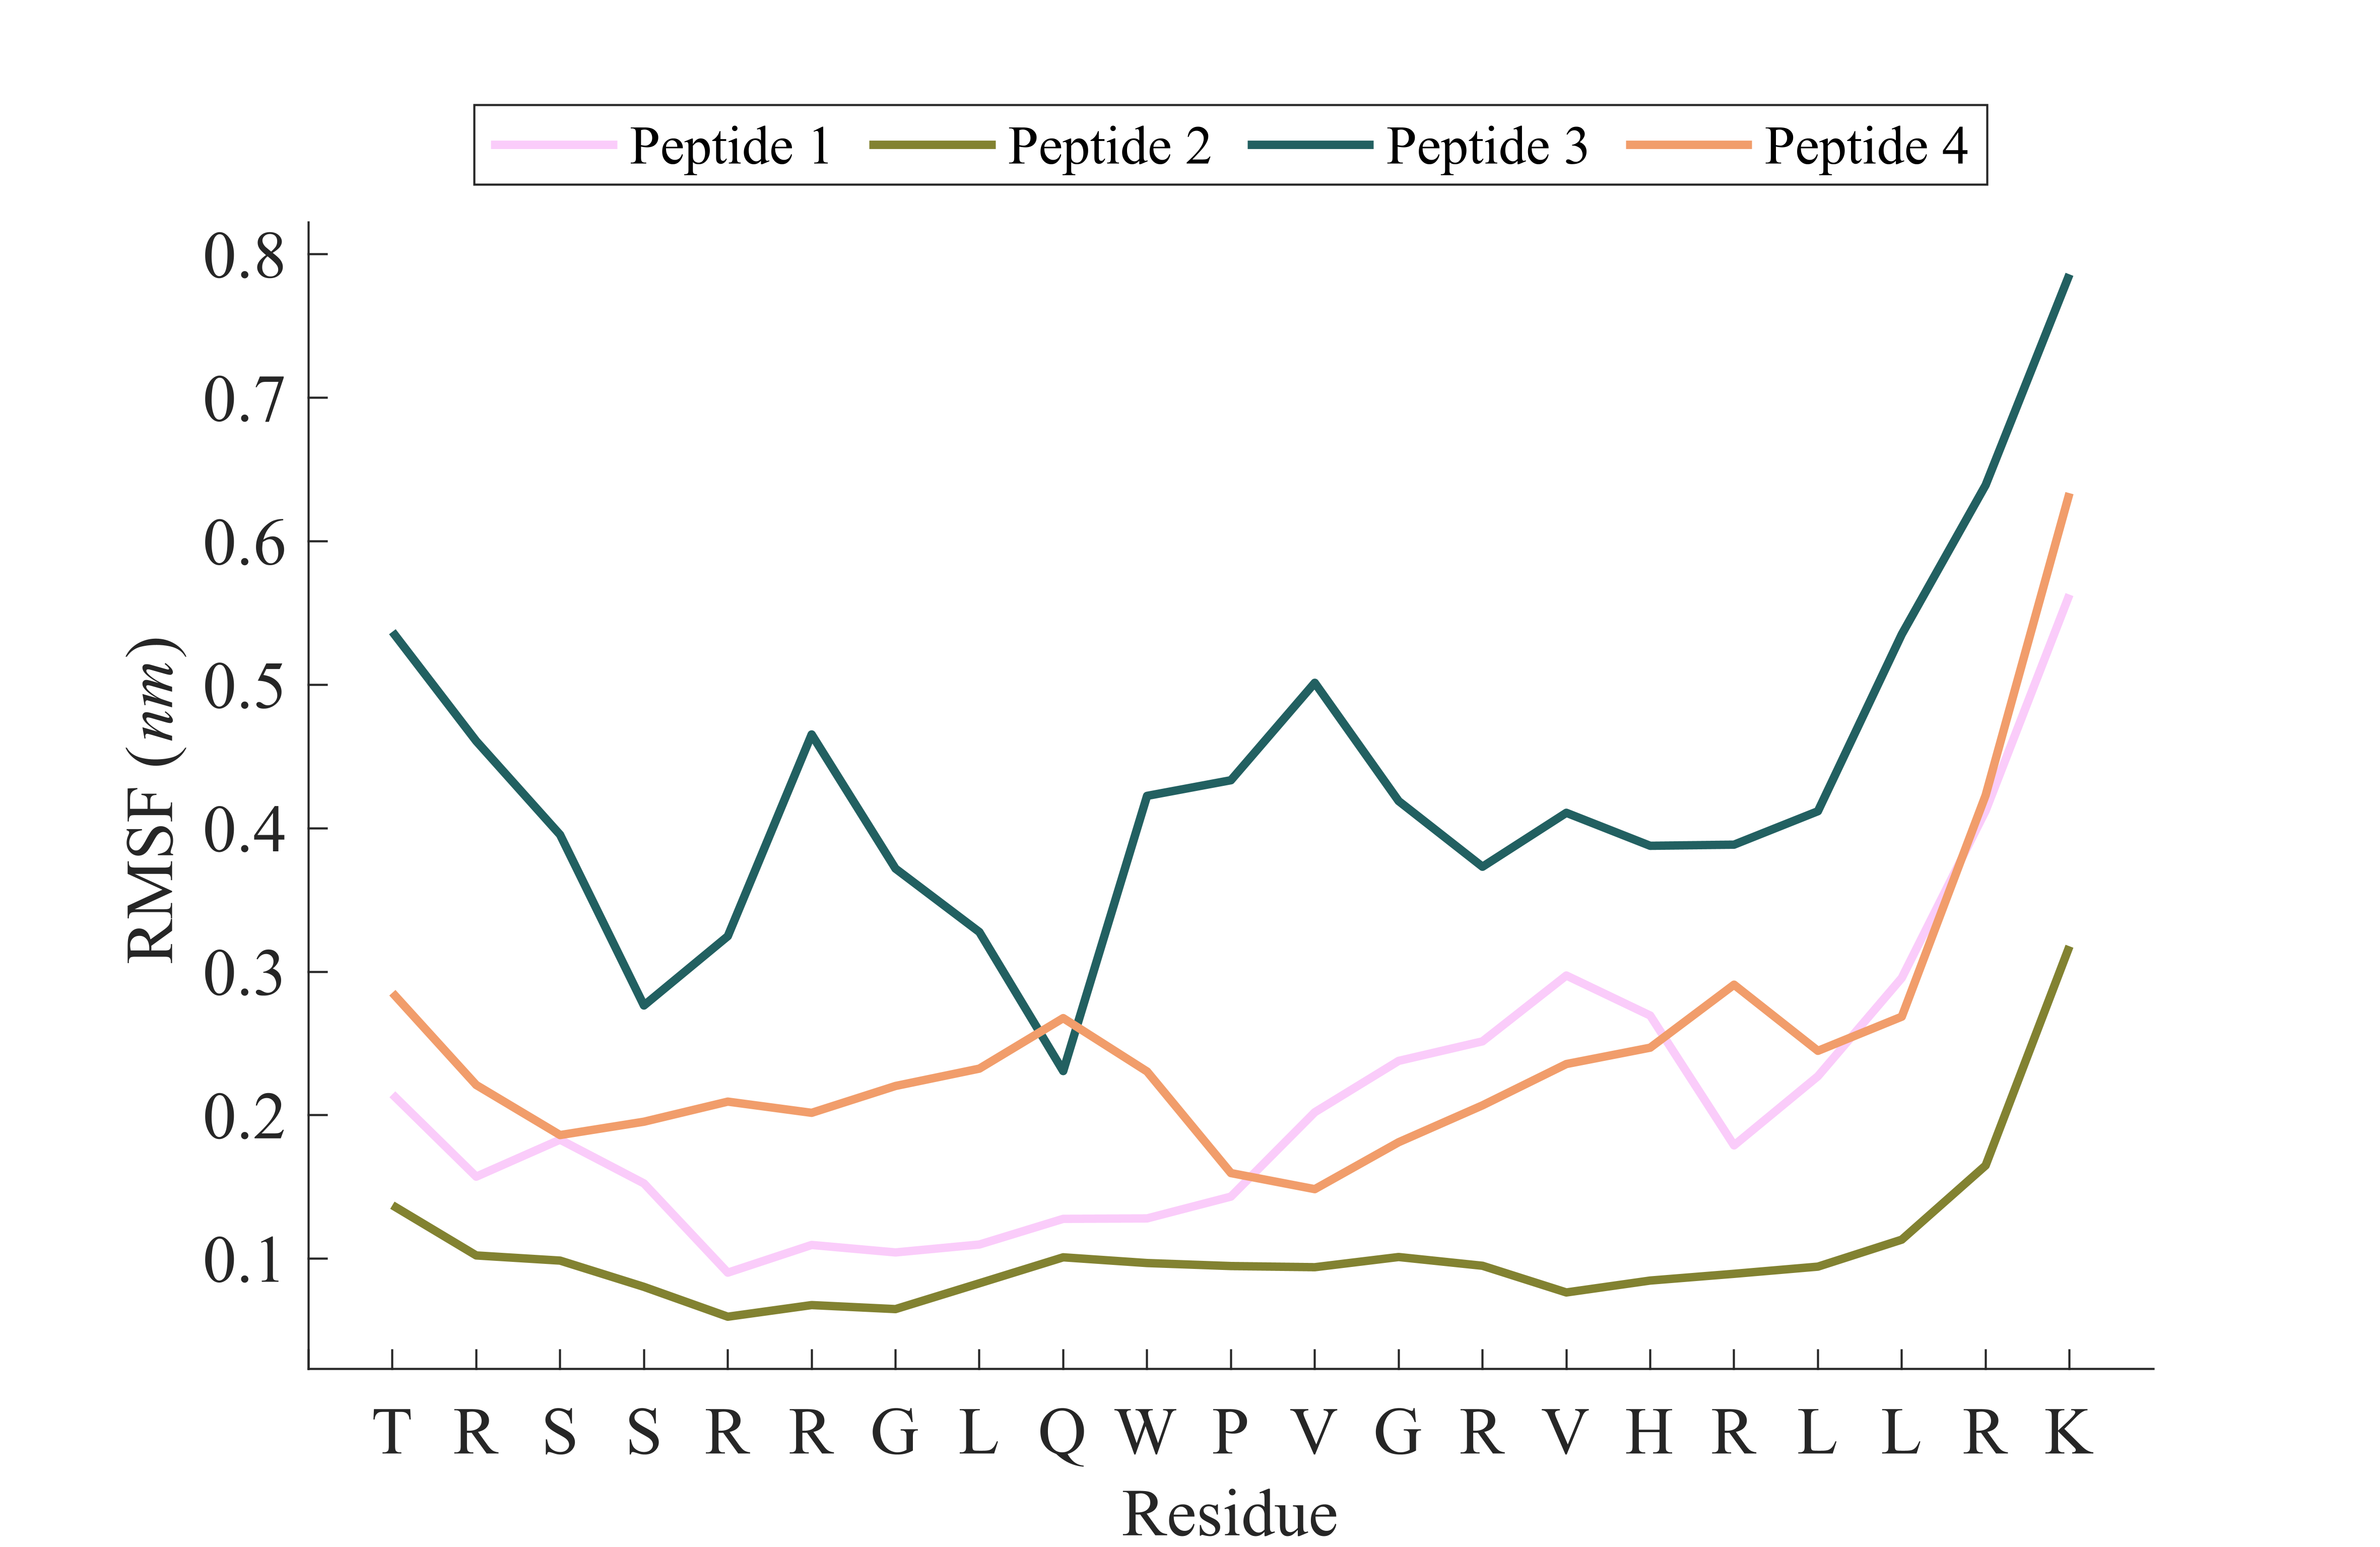 Peptide 1 Peptide 2 Peptide 3 Peptide 4
0.8
0.7
0.6
0.5
0.4
0.3
0.2
0.1
RMSF (nm)
T R S S R R G L Q W P V G R V H R L L R K
Residue